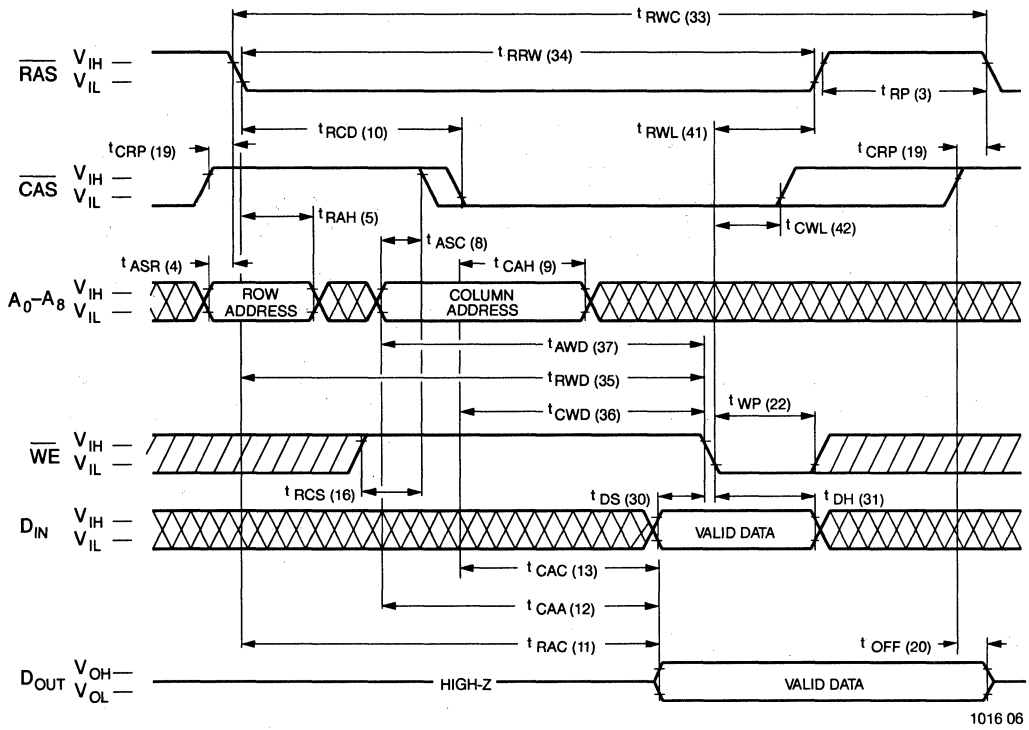 t RWC (33)
RAS V IH
V IL
t RRW (34)
t RP (3)
t RCD (10)
t RWL (41)
t CRP (19)
t CRP (19)
CAS V IH
V IL
t RAH (5)
t ASC (8)
t CWL (42)
t ASR (4)
t CAH (9)
A0–A8 V IH
V IL
ROW ADDRESS
COLUMN ADDRESS
t AWD (37)
t RWD (35)
t CWD (36)
t WP (22)
WE V IH
V IL
t RCS (16)
t DS (30)
t DH (31)
D IN V IH
V IL
VALID DATA
t CAC (13)
t CAA (12)
t RAC (11)
t OFF (20)
D OUT V OH
V OL
HIGH-Z
VALID DATA
1016 06